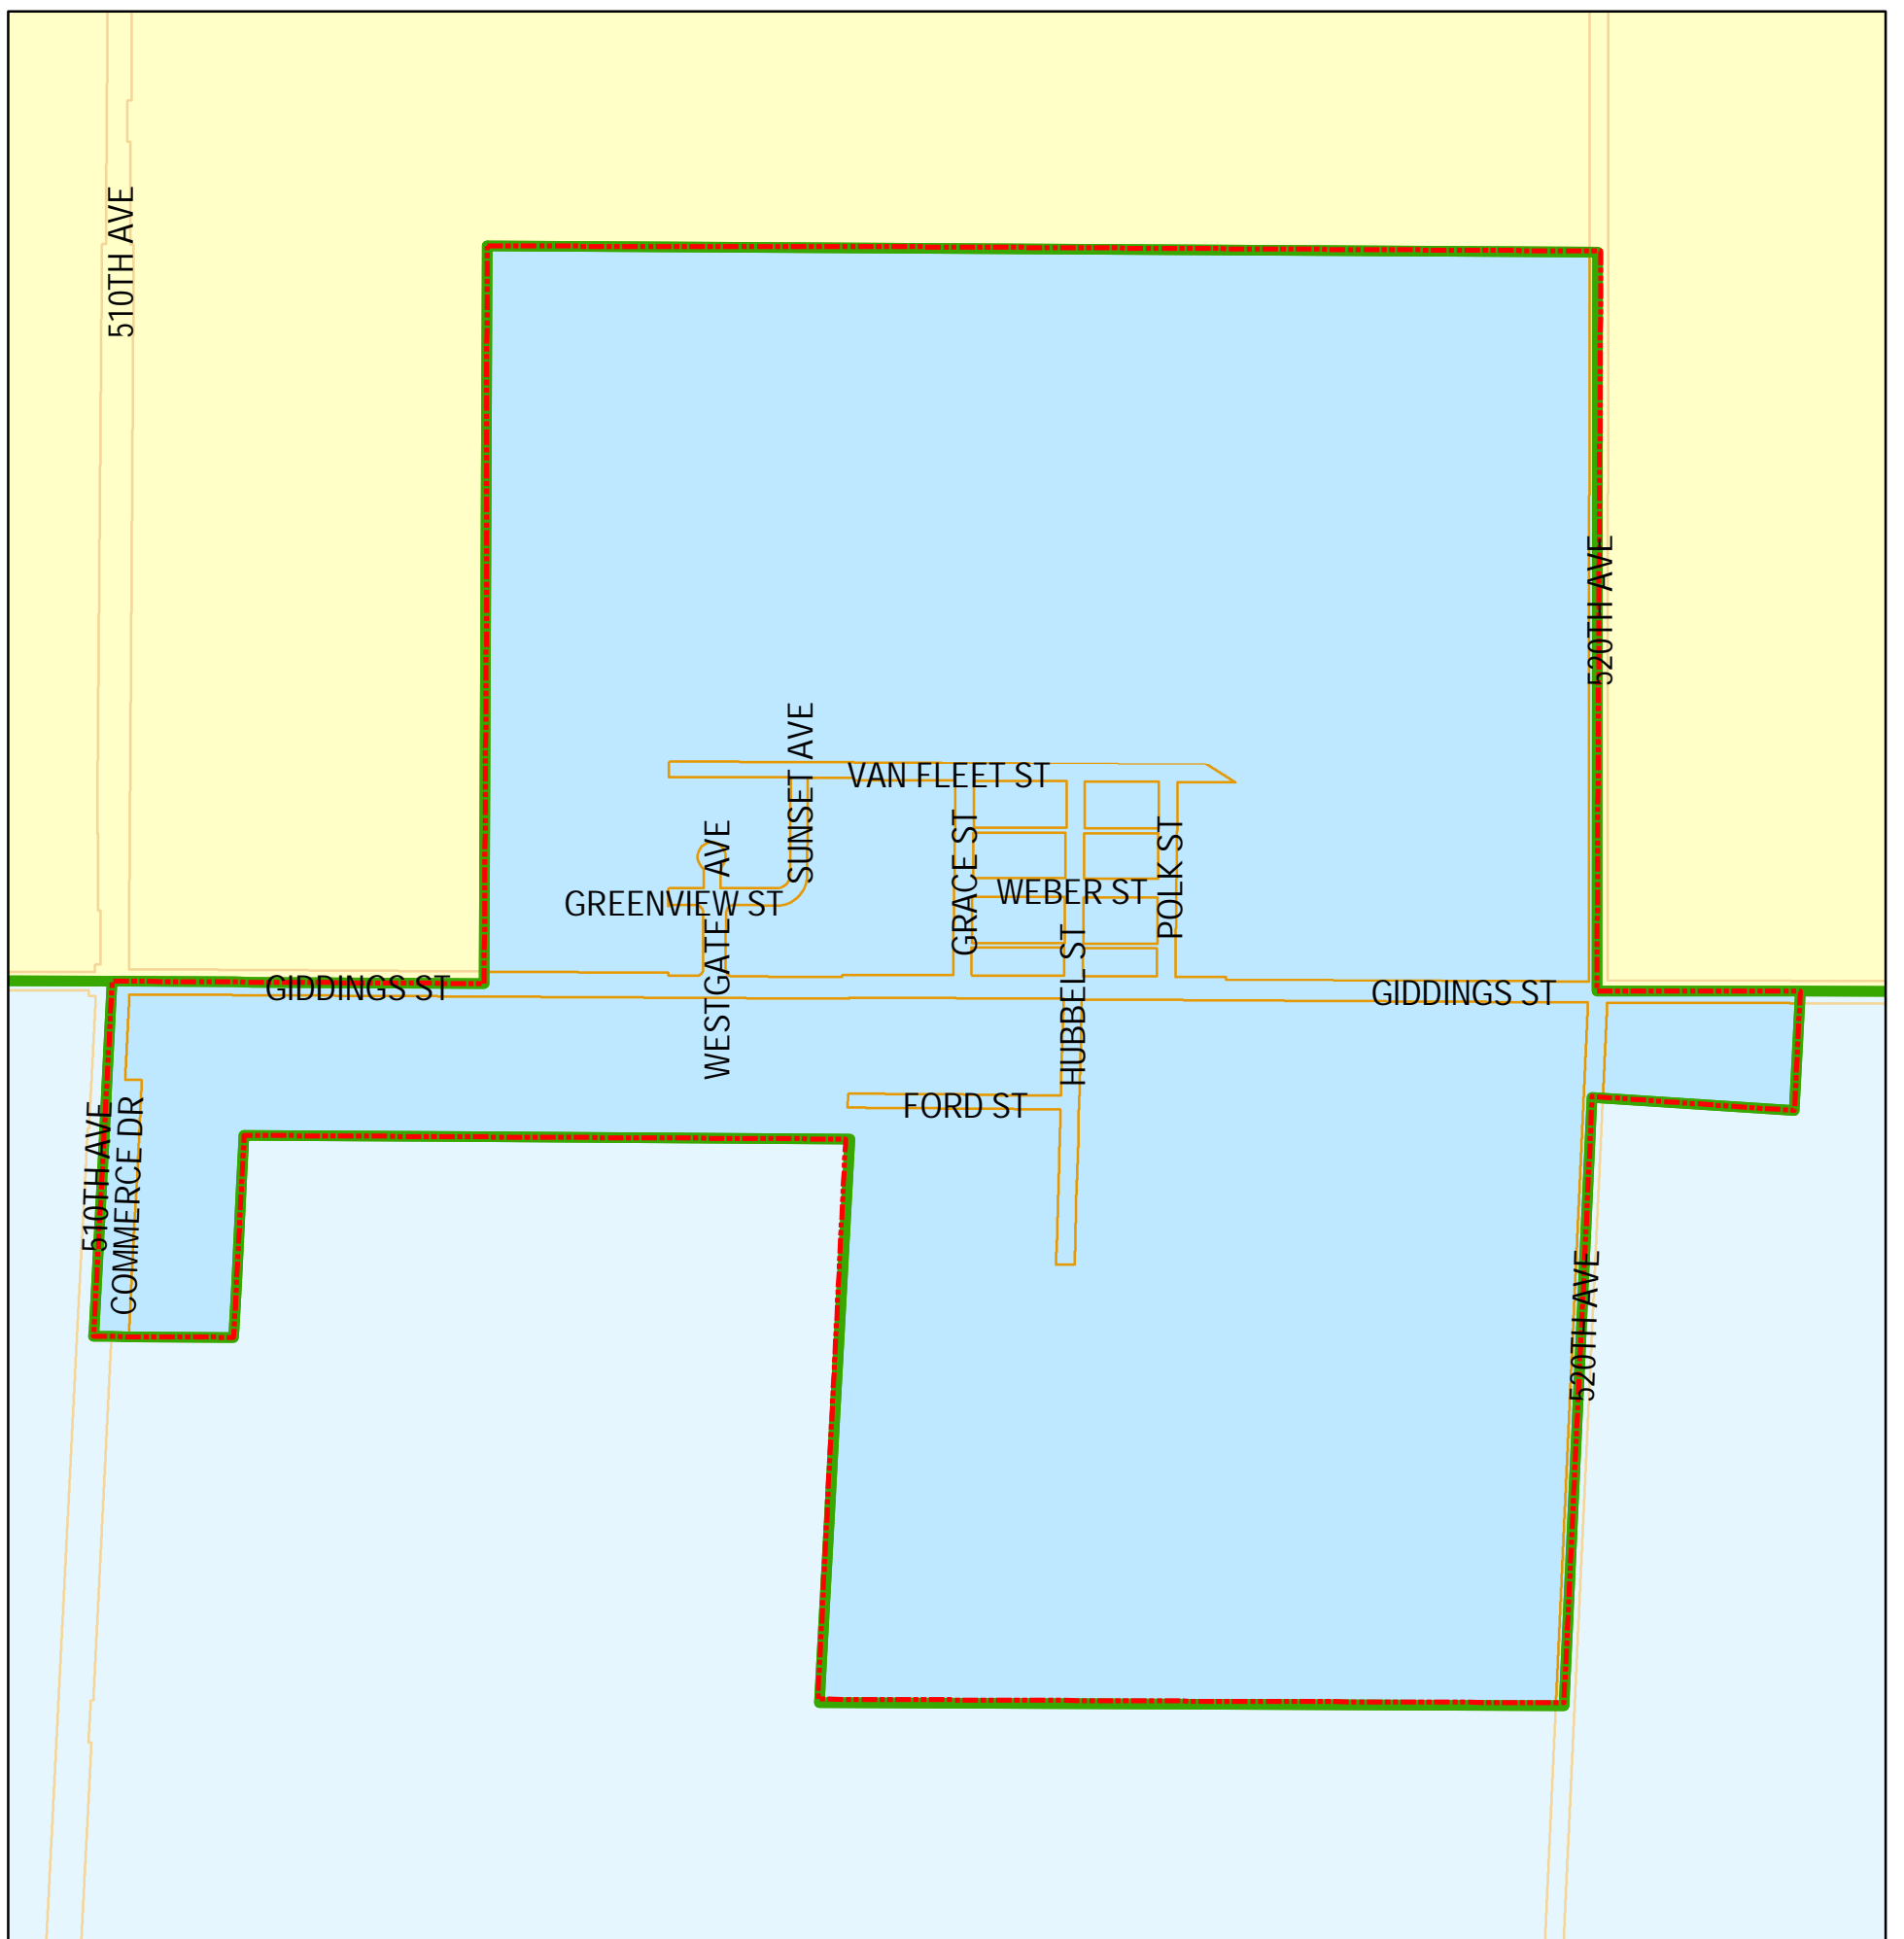 510TH AVE
520TH AVE
SUNSET AVE
VAN FLEET ST
WESTGATE AVE
GRACE ST
POLK ST
GREENVIEW ST
WEBER ST
HUBBEL ST
GIDDINGS ST
GIDDINGS ST
510TH AVE
COMMERCE DR
FORD ST
520TH AVE